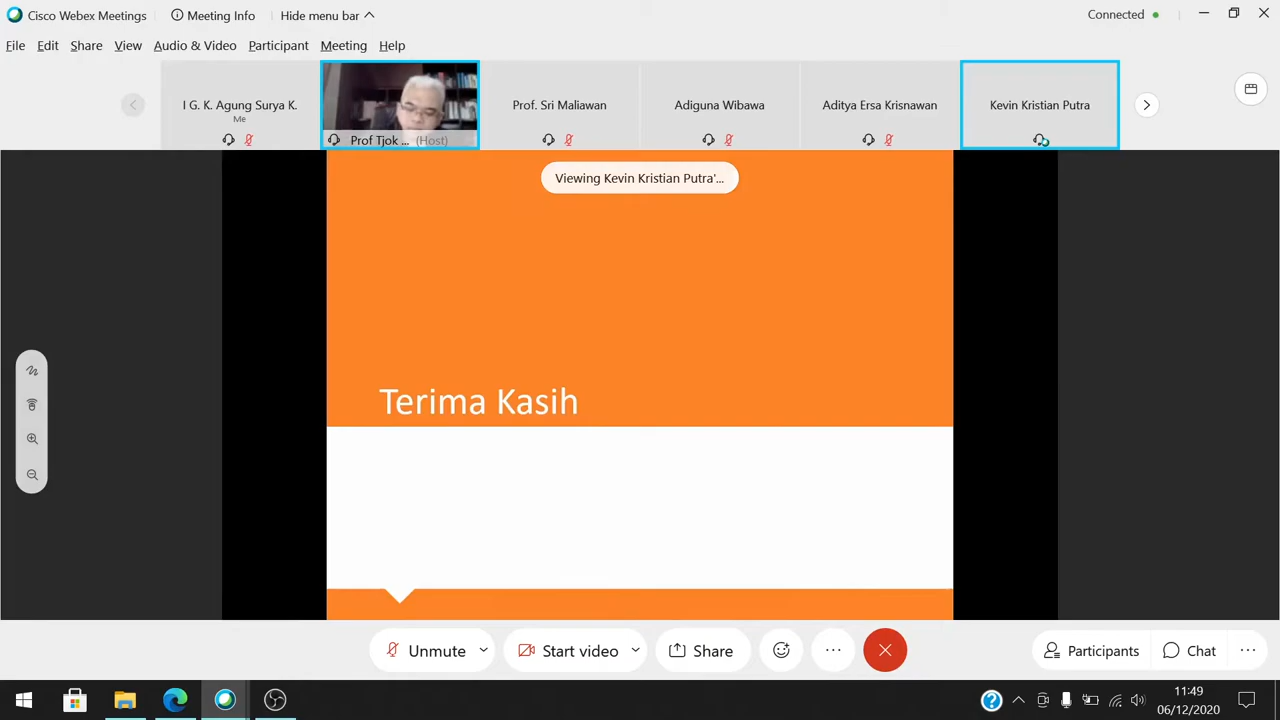 Cisco Webex Meetings
Meeting Info
Hide menu bar
Connected
File Edit Share View Audio & Video Participant Meeting Help
I G. K. Agung Surya K.
Me
Prof Tjok ... (Host)
Prof. Sri Maliawan
Adiguna Wibawa
Aditya Ersa Krisnawan
Kevin Kristian Putra
Viewing Kevin Kristian Putra'...
Terima Kasih
Unmute
Start video
Share
Participants
Chat
11:49
06/12/2020